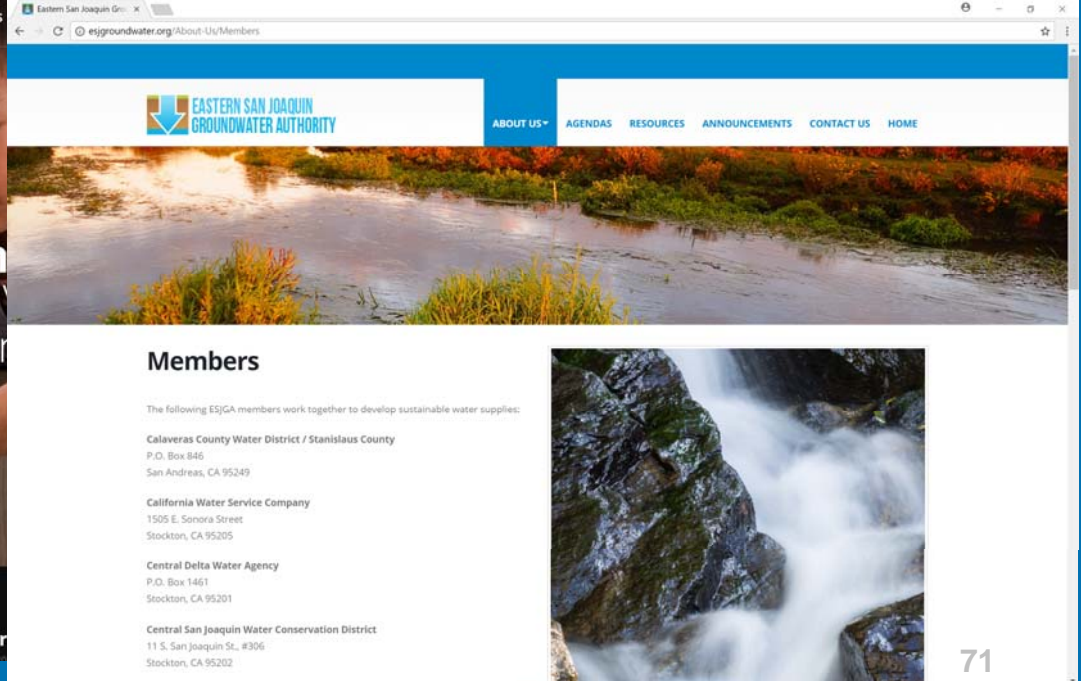 Eastern San Joaquin Gro
esjgroundwater.org/About-Us/Members
EASTERN SAN JOAQUIN
GROUNDWATER AUTHORITY
ABOUT US
AGENDAS
RESOURCES
ANNOUNCEMENTS
CONTACT US
HOME
Members
The following ESJGA members work together to develop sustainable water supplies:
Calaveras County Water District / Stanislaus County
P.O. Box 846
San Andreas, CA 95249
California Water Service Company
1505 E. Sonora Street
Stockton, CA 95205
Central Delta Water Agency
P.O. Box 1461
Stockton, CA 95201
Central San Joaquin Water Conservation District
11 S. San Joaquin St., #306
Stockton, CA 95202
71